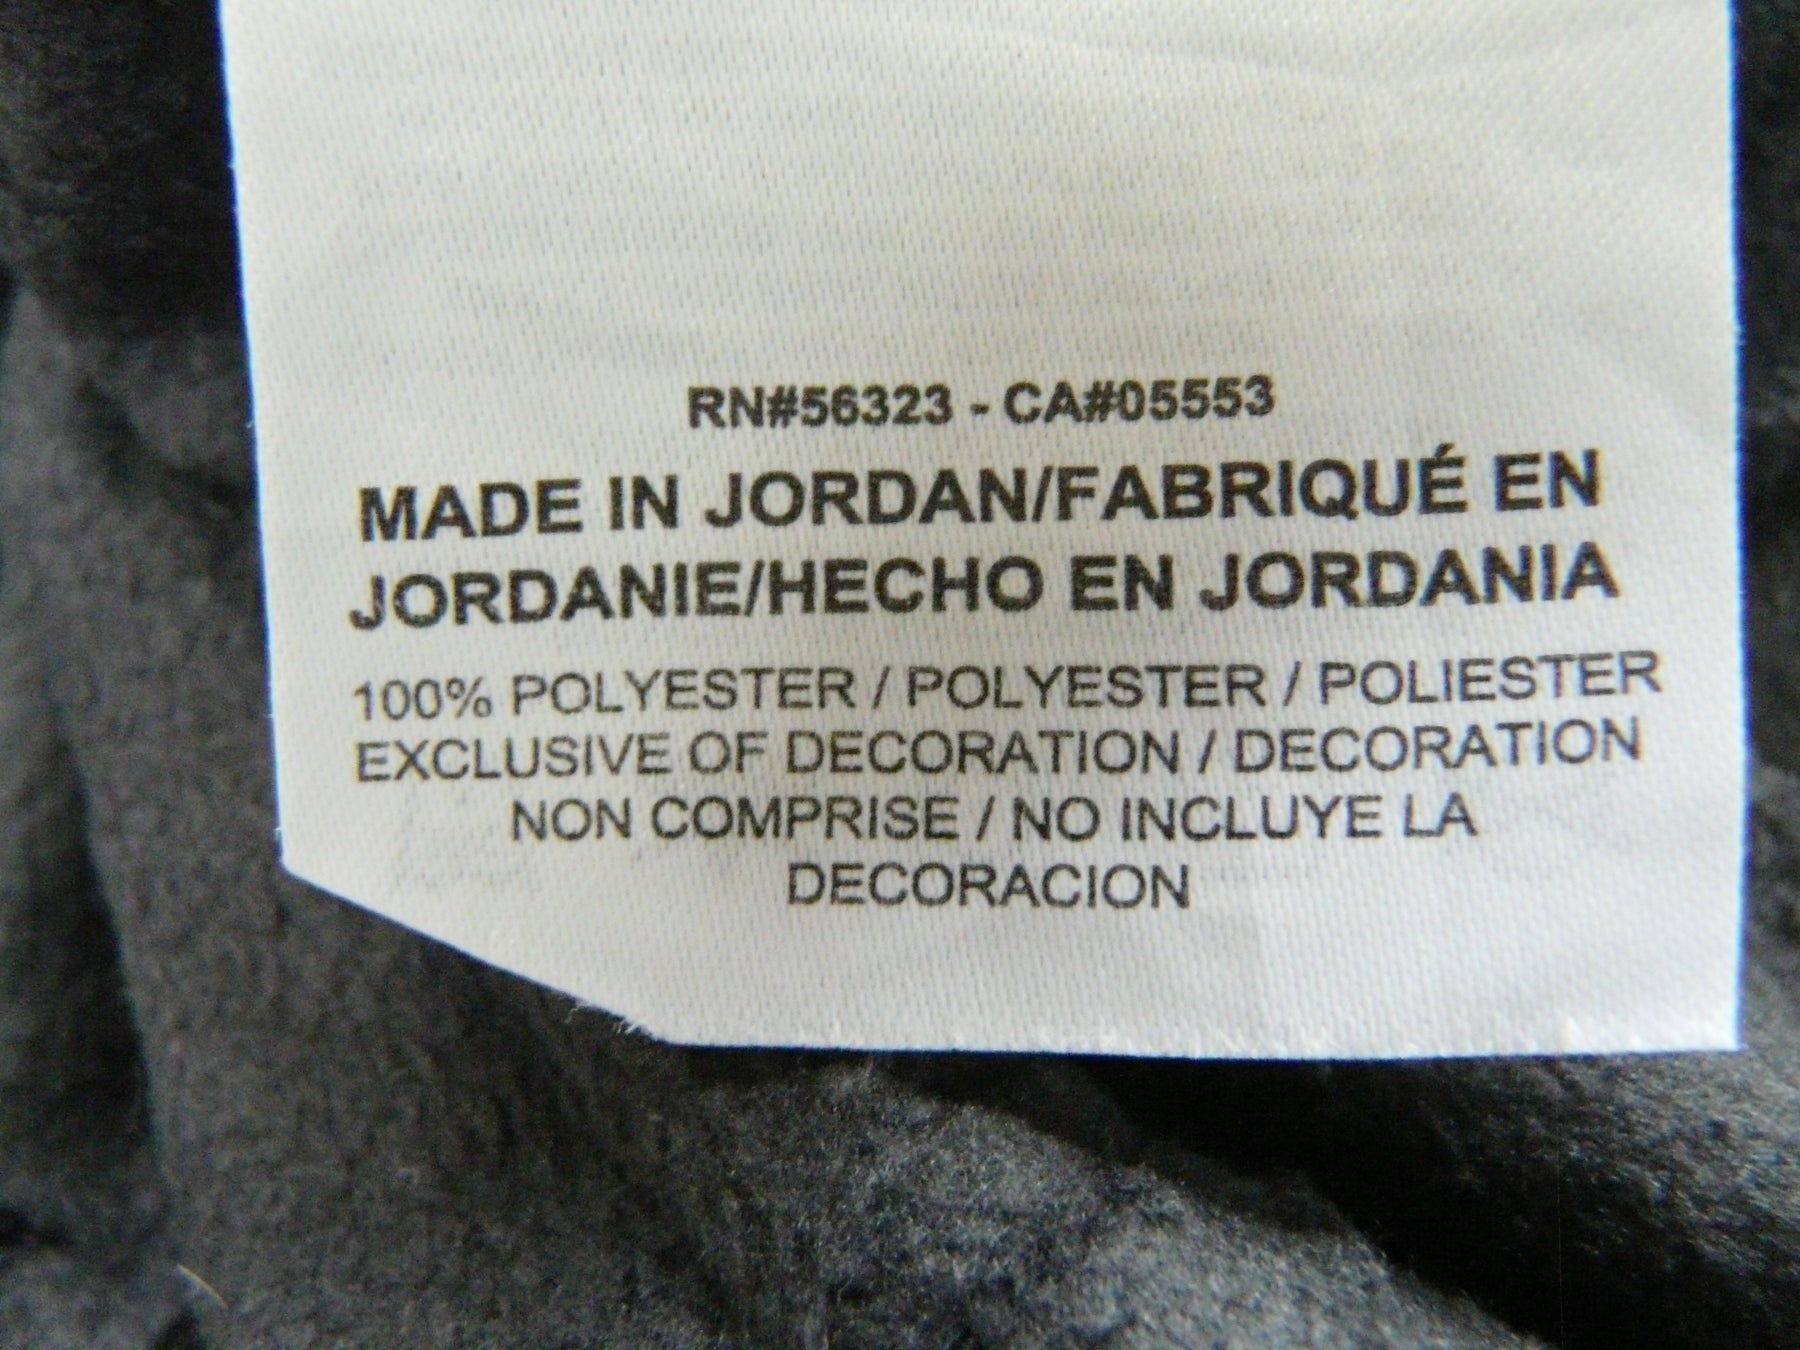 RN#56323 - CA#05553
MADE IN JORDAN/FABRIQUÉ EN
JORDANIE/HECHO EN JORDANIA
100% POLYESTER / POLYESTER / POLIESTER
EXCLUSIVE OF DECORATION / DECORATION
NON COMPRISE / NO INCLUYE LA
DECORACION